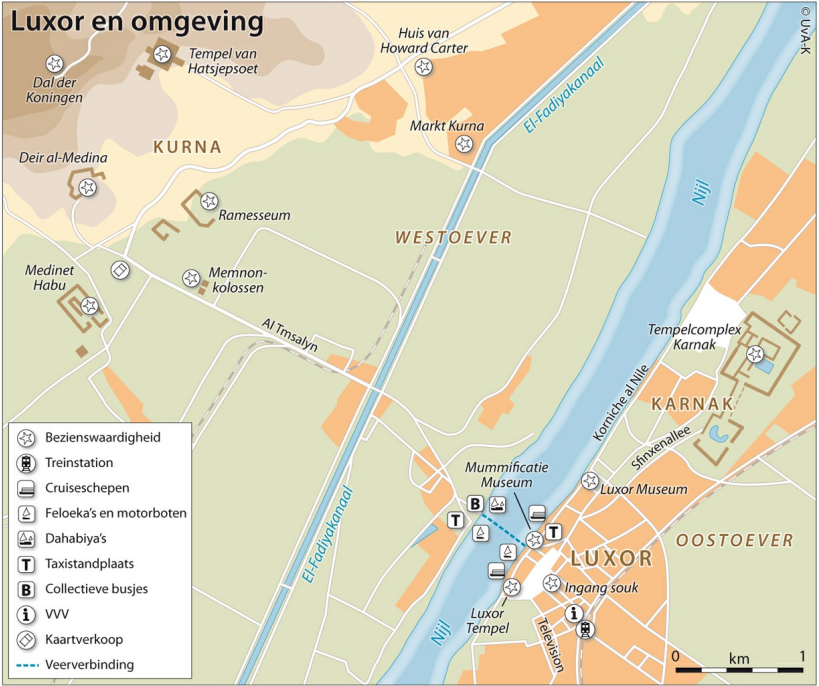 Luxor en omgeving
© UvA-K
Huis van
Howard Carter
Tempel van
Hatsjepsoet
Dal der
Koningen
El-Fadiyakanaal
Markt Kurna
KURNA
Deir al-Medina
Nijl
Ramesseum
WESTOEVER
Medinet
Habu
Memnon-
kolossen
Al Tmsalyn
Tempelcomplex
Karnak
Korniche al Nile
KARNAK
Sfinxenallee
Mummificatie
Museum
Luxor Museum
El-Fadiyakanaal
B
T
T
LUXOR
OOSTOEVER
Ingang souk
Luxor
Tempel
i
Nijl
Television
Bezienswaardigheid
Treinstation
Cruiseschepen
Feloeka's en motorboten
Dahabiya's
T Taxistandplaats
B Collectieve busjes
i VVV
Kaartverkoop
Veerverbinding
0 km 1